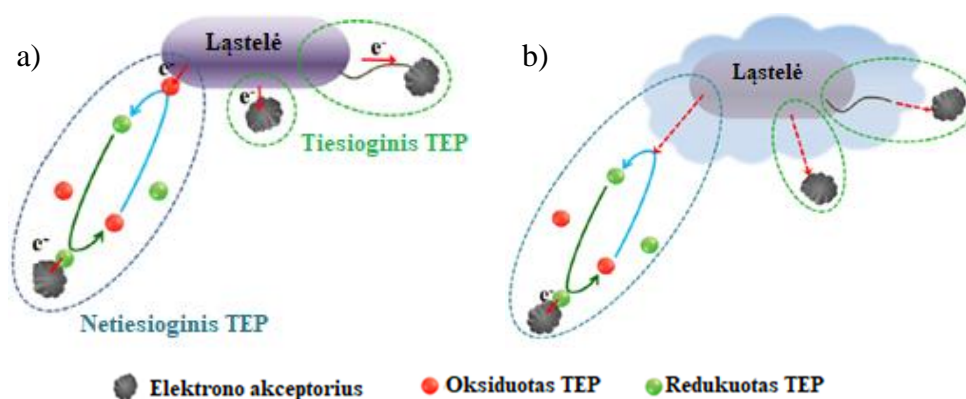 a)
Ląstelė
e-
e-
e-
Tiesioginis TEP
e-
Netiesioginis TEP
b)
Ląstelė
e-
Elektrono akceptorius
Oksiduotas TEP
Redukuotas TEP